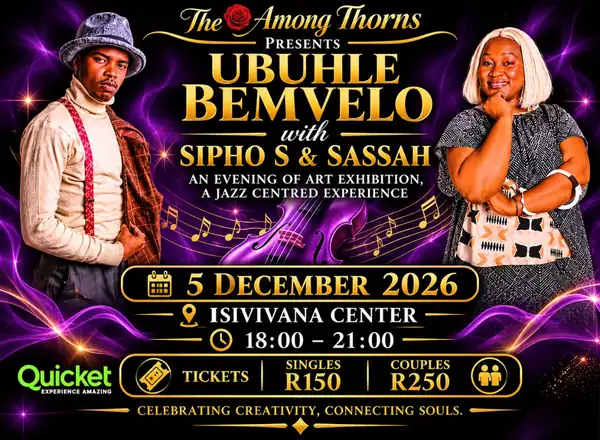 The Among Thorns
PRESENTS
UBUHLE
BEMVELO
with
SIPHO S & SASSAH
AN EVENING OF ART EXHIBITION,
A JAZZ CENTRED EXPERIENCE
5 DECEMBER 2026
ISIVIVANA CENTER
18:00 – 21:00
Quicket
EXPERIENCE AMAZING
TICKETS
SINGLES
R150
COUPLES
R250
CELEBRATING CREATIVITY, CONNECTING SOULS.